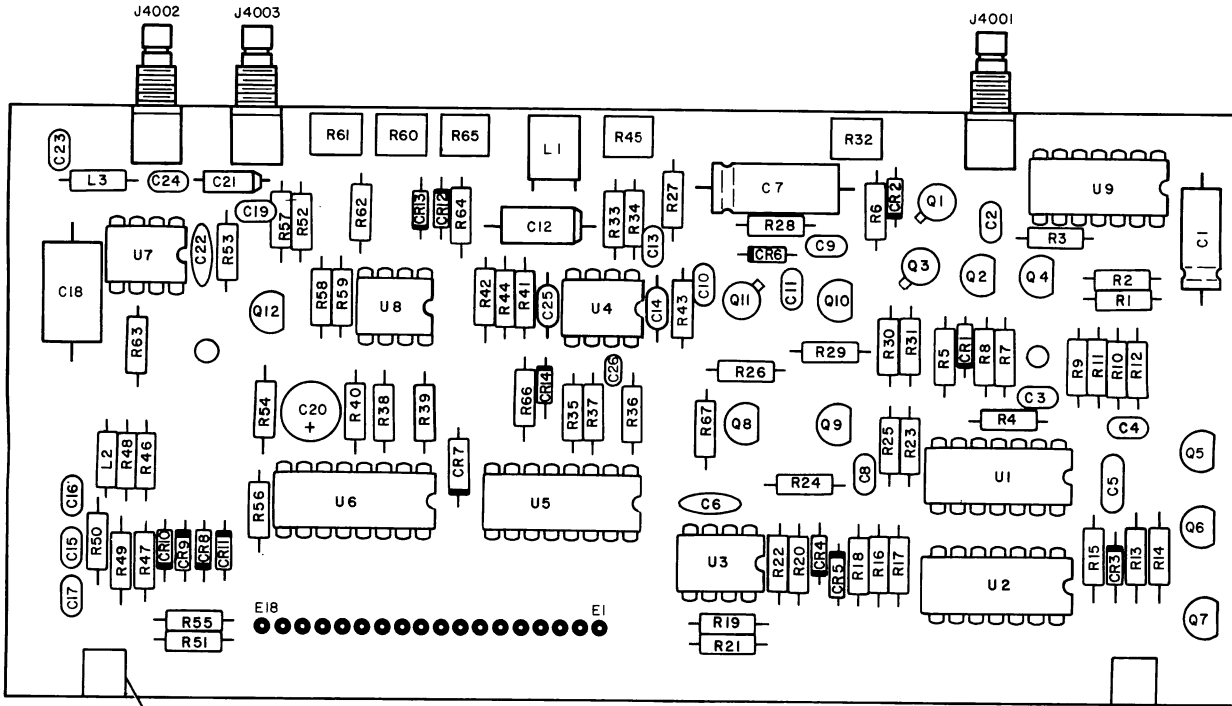 J4002 J4003 J4001
C23 R61 R60 R65 L1 R45 R32
L3 C24 C21 C19 R57 R52 R62 CR13 CR12 R64 C12 R33 R34 C13 R27 C7 R28 R6 CR2 Q1 C2 U9 C1
U7 C22 R53 CR6 C9 Q3 R3
C18 R63 Q12 R58 R59 U8 R42 R44 R41 C25 U4 C14 R43 C10 Q11 C11 Q10 Q2 Q4 R2
R1
R30 R31 R5 CR1 R8 R7 R9 R11 R10 R12
R29
R26
R54 C20 + R40 R38 R39 R66 CR14 R35 R37 C26 R36 R67 Q8 Q9 R25 R23 R4 C3 C4
L2 R48 R46 CR7 Q5
C16 R56 U6 U5 C6 R24 C8 U1 C5
C15 R50 R49 R47 CR10 CR9 CR8 CR11 U3 R22 R20 CR4 CR5 R18 R16 R17 U2 R15 CR3 R13 R14 Q6
C17
E18 E1
R55 R19 Q7
R51 R21